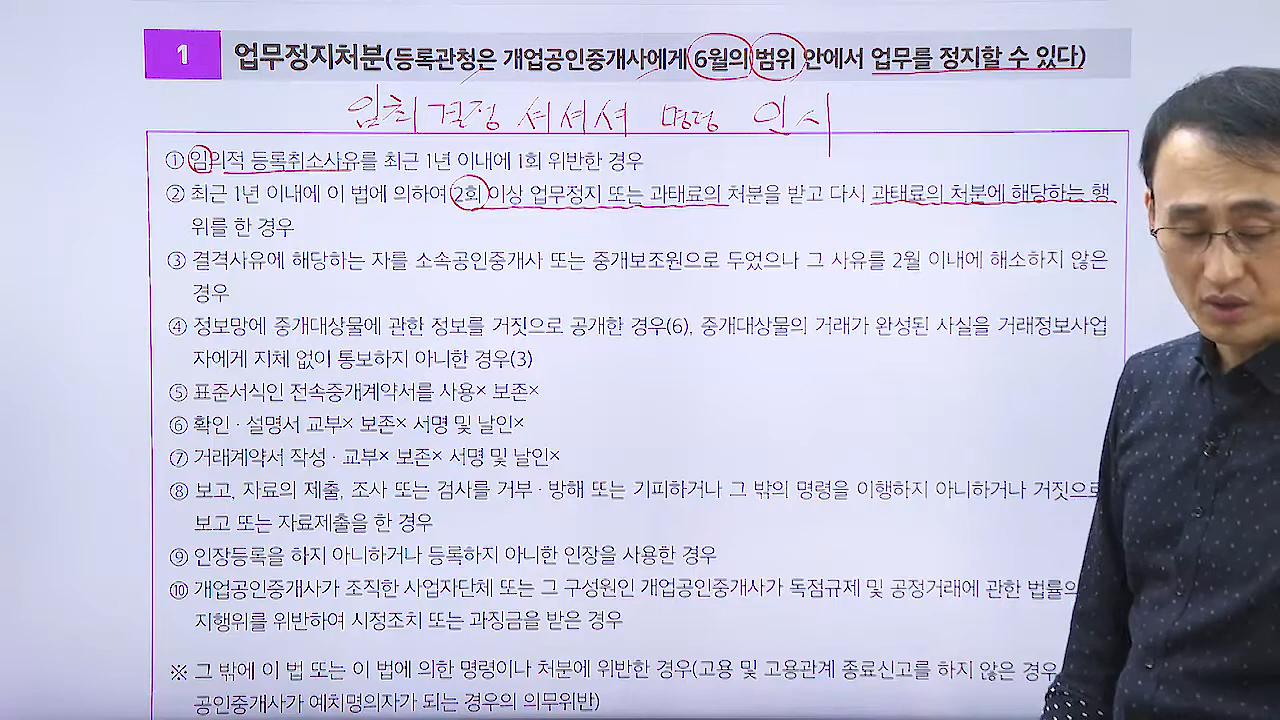 1 업무정지처분(등록관청은 개업공인중개사에게 6월의 범위 안에서 업무를 정지할 수 있다)
임최결정 셔셔셔 명령 인시
① 임의적 등록취소사유를 최근 1년 이내에 1회 위반한 경우
② 최근 1년 이내에 이 법에 의하여 2회 이상 업무정지 또는 과태료의 처분을 받고 다시 과태료의 처분에 해당하는 행
위를 한 경우
③ 결격사유에 해당하는 자를 소속공인중개사 또는 중개보조원으로 두었으나 그 사유를 2월 이내에 해소하지 않은
경우
④ 정보망에 중개대상물에 관한 정보를 거짓으로 공개한 경우(6), 중개대상물의 거래가 완성된 사실을 거래정보사업
자에게 지체 없이 통보하지 아니한 경우(3)
⑤ 표준서식인 전속중개계약서를 사용× 보존×
⑥ 확인·설명서 교부× 보존× 서명 및 날인×
⑦ 거래계약서 작성·교부× 보존× 서명 및 날인×
⑧ 보고, 자료의 제출, 조사 또는 검사를 거부·방해 또는 기피하거나 그 밖의 명령을 이행하지 아니하거나 거짓으로
보고 또는 자료제출을 한 경우
⑨ 인장등록을 하지 아니하거나 등록하지 아니한 인장을 사용한 경우
⑩ 개업공인중개사가 조직한 사업자단체 또는 그 구성원인 개업공인중개사가 독점규제 및 공정거래에 관한 법률의
지행위를 위반하여 시정조치 또는 과징금을 받은 경우
※ 그 밖에 이 법 또는 이 법에 의한 명령이나 처분에 위반한 경우(고용 및 고용관계 종료신고를 하지 않은 경우
공인중개사가 예치명의자가 되는 경우의 의무위반)